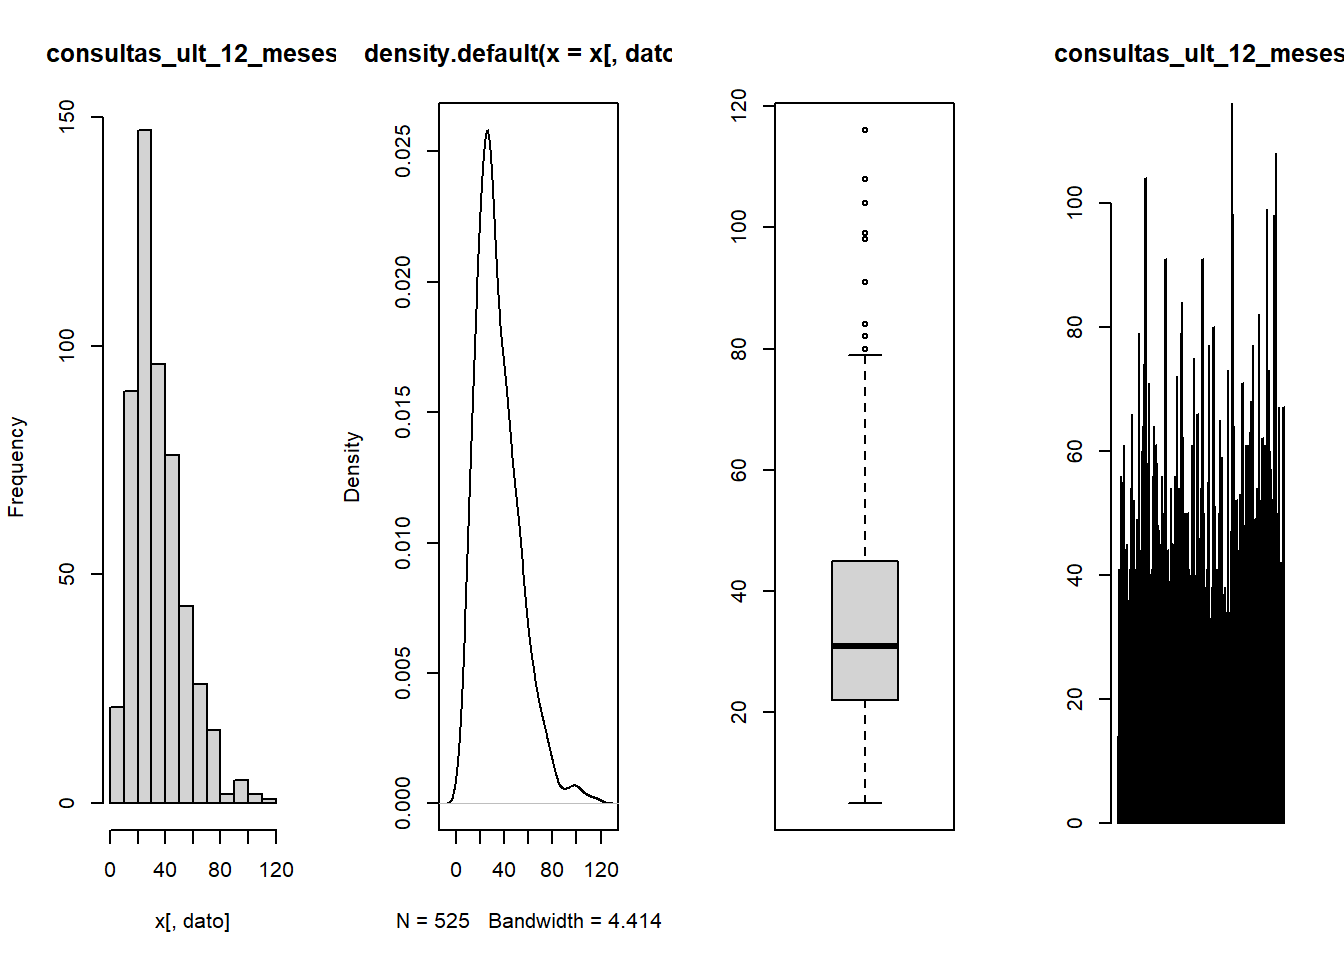 consultas_ult_12_meses
Frequency
150
100
50
0
0 40 80 120
x[, dato]
density.default(x = x[, dato
Density
0.025
0.020
0.015
0.010
0.005
0.000
0 40 80 120
N = 525 Bandwidth = 4.414
120
100
80
60
40
20
consultas_ult_12_meses
100
80
60
40
20
0